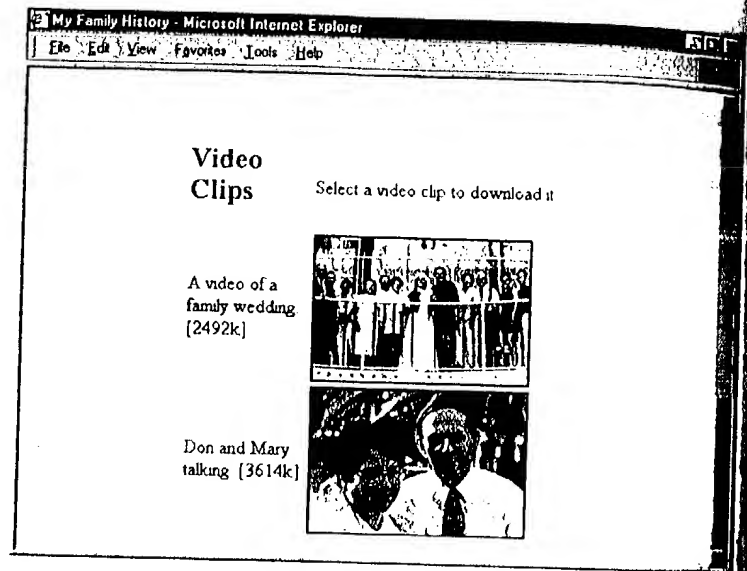 My Family History - Microsoft Internet Explorer
File Edit View Favorites Tools Help
Video
Clips
Select a video clip to download it
A video of a
family wedding
[2492k]
Don and Mary
talking [3614k]